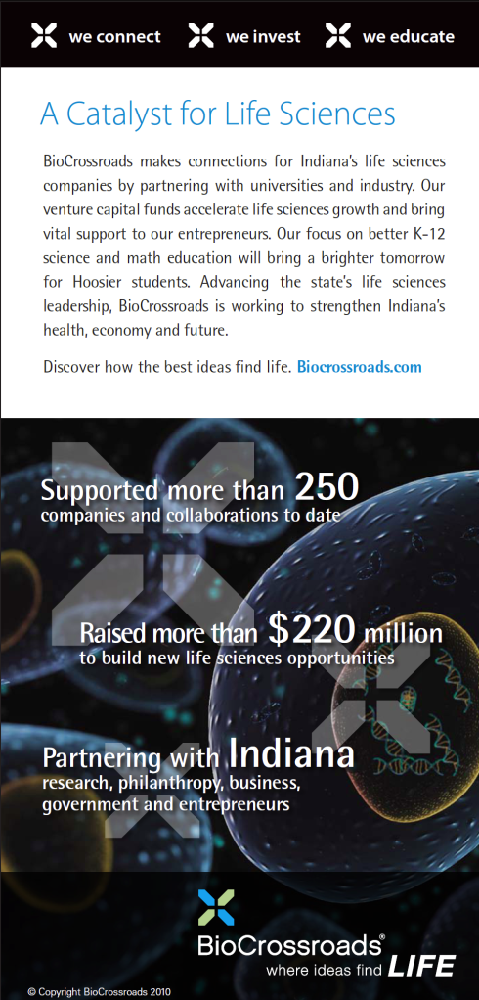 we connect we invest we educate
A Catalyst for Life Sciences
BioCrossroads makes connections for Indiana's life sciences
companies by partnering with universities and industry. Our
venture capital funds accelerate life sciences growth and bring
vital support to our entrepreneurs. Our focus on better K-12
science and math education will bring a brighter tomorrow
for Hoosier students. Advancing the state's life sciences
leadership, BioCrossroads is working to strengthen Indiana's
health, economy and future.
Discover how the best ideas find life. Biocrossroads.com
Supported more than 250
companies and collaborations to date
Raised more than $220 million
to build new life sciences opportunities
Partnering with Indiana
research, philanthropy, business,
government and entrepreneurs
BioCrossroads®
where ideas find LIFE
© Copyright BioCrossroads 2010